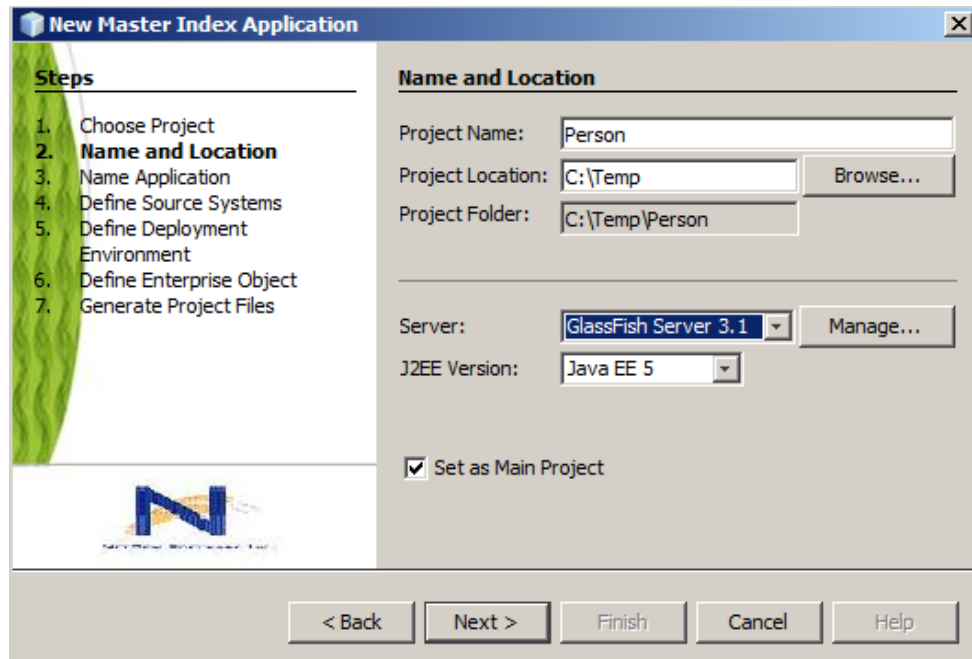 New Master Index Application
Steps
1. Choose Project
2. Name and Location
3. Name Application
4. Define Source Systems
5. Define Deployment
Environment
6. Define Enterprise Object
7. Generate Project Files
Name and Location
Project Name: Person
Project Location: C:\Temp Browse...
Project Folder: C:\Temp\Person
Server: GlassFish Server 3.1 Manage...
J2EE Version: Java EE 5
Set as Main Project
N
< Back Next > Finish Cancel Help